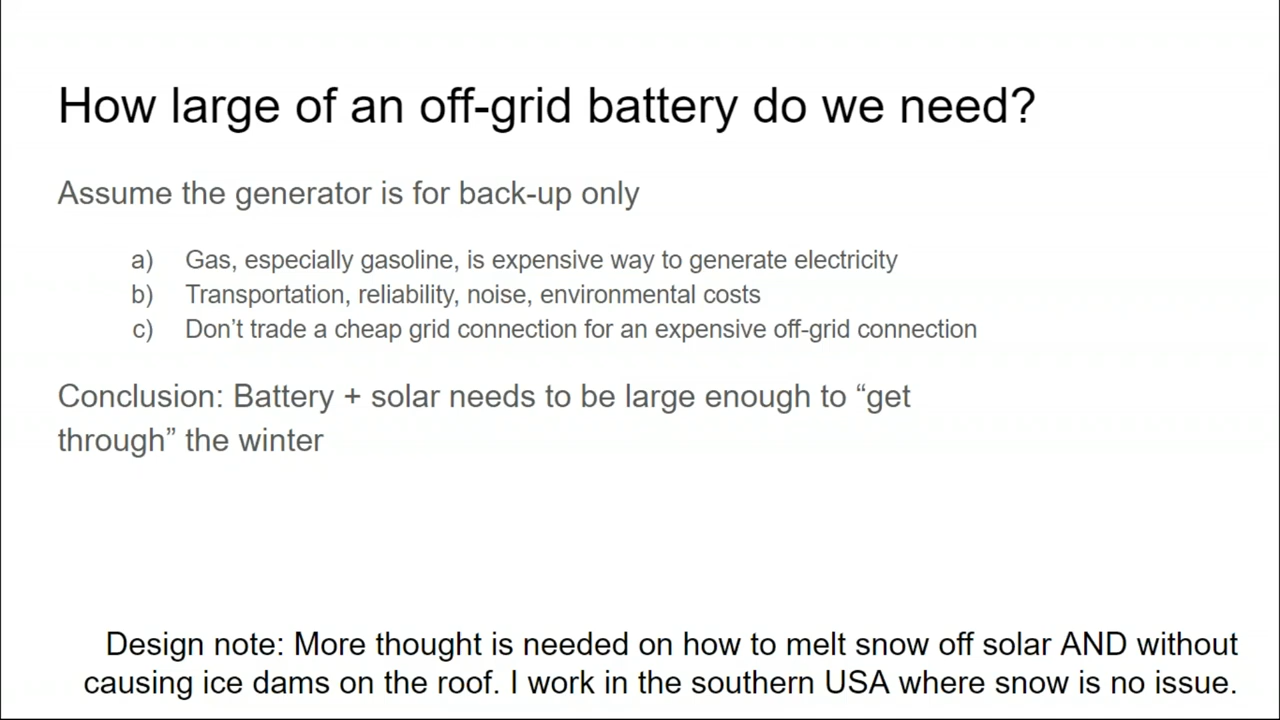 How large of an off-grid battery do we need?
Assume the generator is for back-up only
a) Gas, especially gasoline, is expensive way to generate electricity
b) Transportation, reliability, noise, environmental costs
c) Don’t trade a cheap grid connection for an expensive off-grid connection
Conclusion: Battery + solar needs to be large enough to “get
through” the winter
Design note: More thought is needed on how to melt snow off solar AND without
causing ice dams on the roof. I work in the southern USA where snow is no issue.